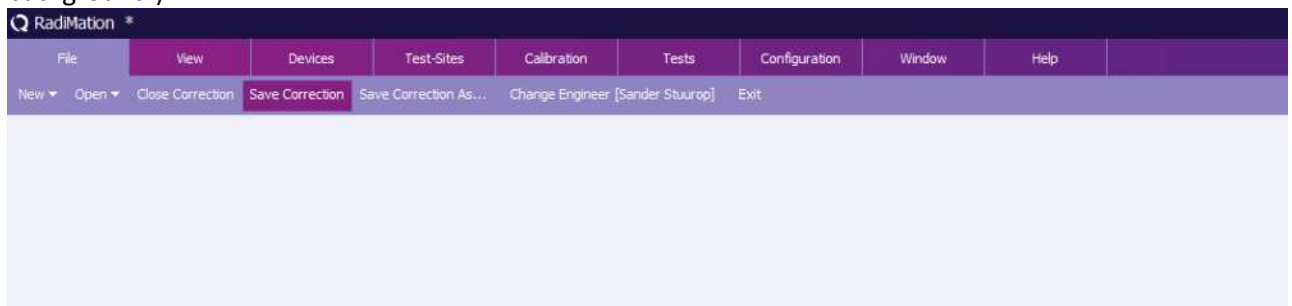 RadiMation *
File View Devices Test-Sites Calibration Tests Configuration Window Help
New Open Close Correction Save Correction Save Correction As... Change Engineer [Sander Stuurop] Exit